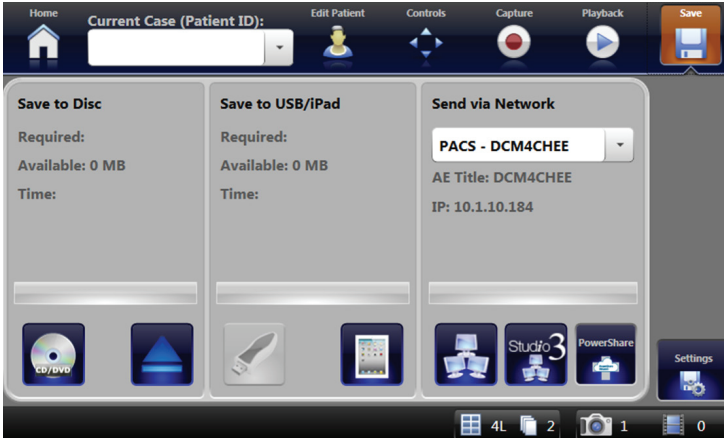 Home
Current Case (Patient ID):
Edit Patient
Controls
Capture
Playback
Save
Save to Disc
Required:
Available: 0 MB
Time:
CD/DVD
Save to USB/iPad
Required:
Available: 0 MB
Time:
Send via Network
PACS - DCM4CHEE
AE Title: DCM4CHEE
IP: 10.1.10.184
Studio3
PowerShare
Settings
4L
2
1
0